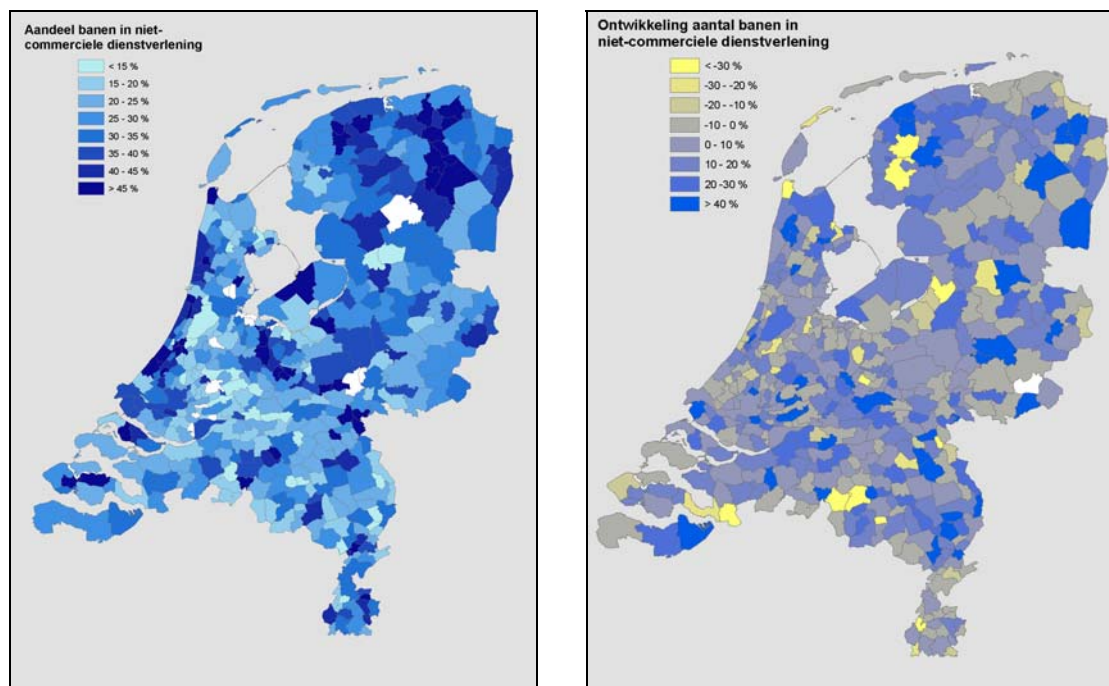 Aandeel banen in niet-
commerciele dienstverlening
< 15 %
15 - 20 %
20 - 25 %
25 - 30 %
30 - 35 %
35 - 40 %
40 - 45 %
> 45 %
Ontwikkeling aantal banen in
niet-commerciele dienstverlening
< -30 %
-30 - -20 %
-20 - -10 %
-10 - 0 %
0 - 10 %
10 - 20 %
20 -30 %
> 40 %